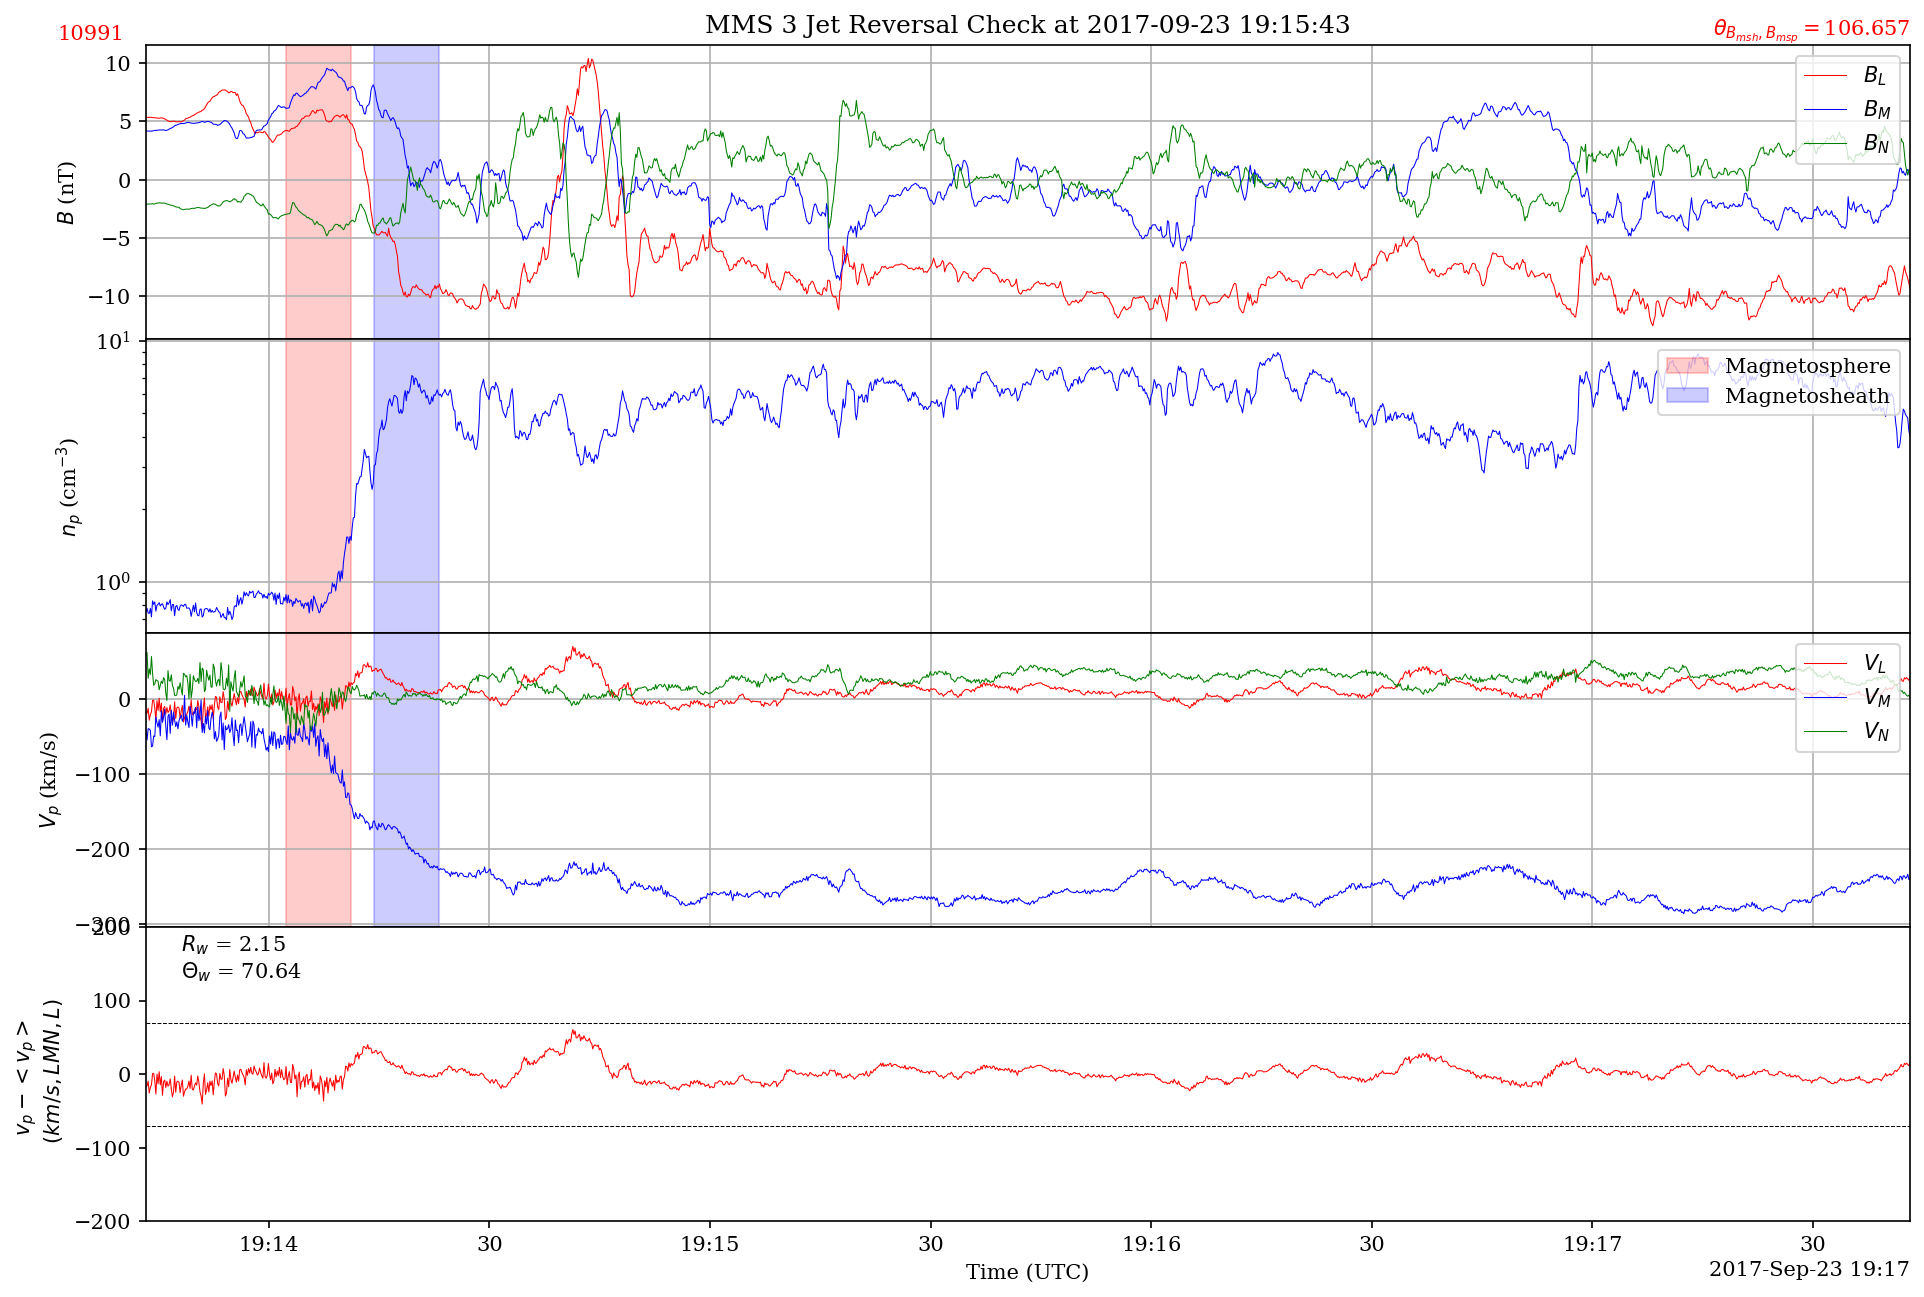 10991
MMS 3 Jet Reversal Check at 2017-09-23 19:15:43
θ_{B_{msh}, B_{msp}} = 106.657
10
5
0
−5
−10
B (nT)
B_L
B_M
B_N
10^1
10^0
n_p (cm^{−3})
Magnetosphere
Magnetosheath
0
−100
−200
−300
V_p (km/s)
V_L
V_M
V_N
200
100
0
−100
−200
v_p − < v_p >
(km/s, LMN, L)
R_w = 2.15
Θ_w = 70.64
19:14
30
19:15
30
19:16
30
19:17
30
Time (UTC)
2017-Sep-23 19:17